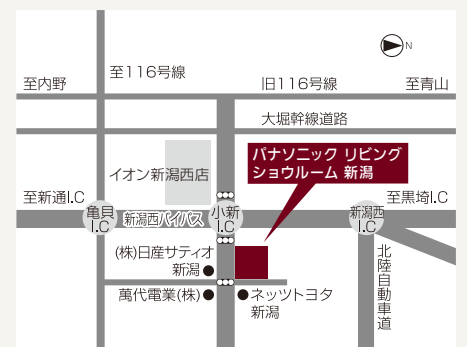 N
至116号線
至内野
旧116号線
至青山
大堀幹線道路
パナソニック リビング
ショウルーム 新潟
イオン新潟西店
至新通I.C
至黒埼I.C
亀貝
I.C
新潟西バイパス
小新
I.C
新潟西
I.C
(株)日産サティオ
新潟
北陸自動車道
萬代電業(株)
ネッツトヨタ
新潟